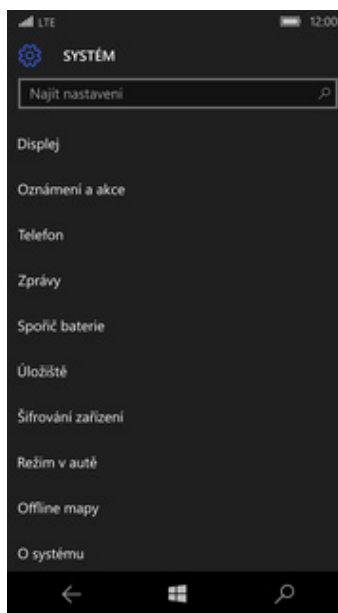 LTE 12:00
SYSTÉM
Najít nastavení
Displej
Oznámení a akce
Telefon
Zprávy
Spořič baterie
Úložiště
Šifrování zařízení
Režim v autě
Offline mapy
O systému